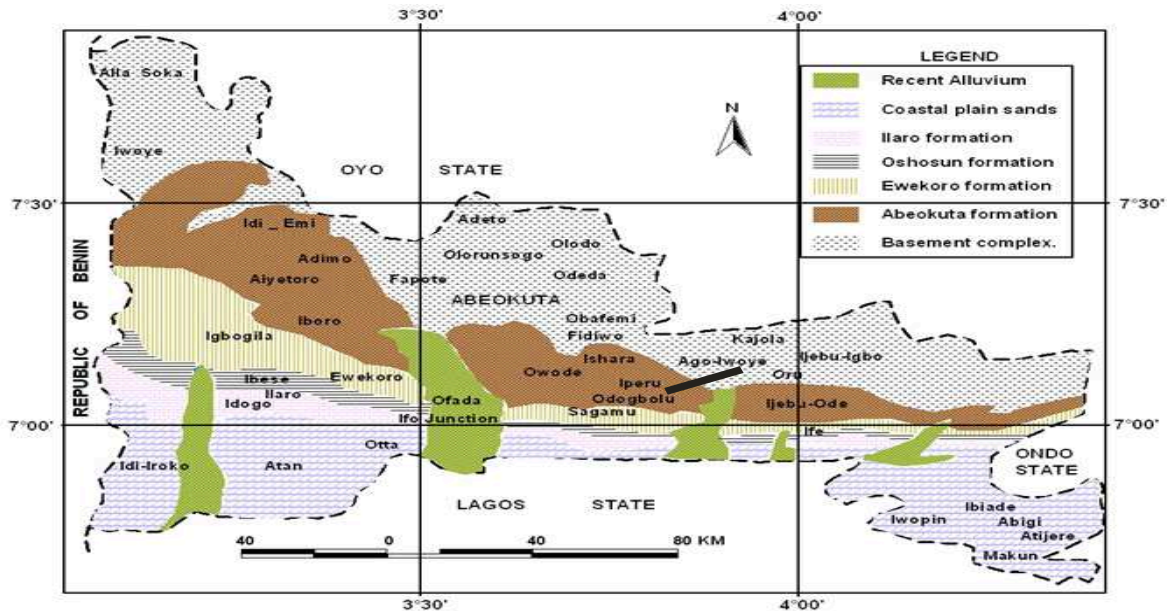 3°30'
4°00'
LEGEND
Recent Alluvium
Coastal plain sands
Ilaro formation
Oshosun formation
Ewekoro formation
Abeokuta formation
Basement complex.
N
Alla Soka
Iwoye
OYO STATE
7°30'
7°30'
Idi _ Emi
Adeto
Olodo
Adimo
Olorunsogo
Aiyetoro
Fapote
Odeda
ABEOKUTA
Iboro
Obafemi
Igbogila
Fidiwo
Kajola
Ishara
Ago-Iwoye
Ijebu-Igbo
REPUBLIC OF BENIN
Ibese
Ewekoro
Owode
Oru
Ilaro
Iperu
Idogo
Ofada
Odogbolu
Ijebu-Ode
Ifo Junction
Sagamu
7°00'
Ife
7°00'
Otta
Idi-Iroko
Atan
ONDO
STATE
LAGOS STATE
Ibiade
Iwopin
Abigi
Atijere
Makun
40 0 40 80 KM
3°30'
4°00'